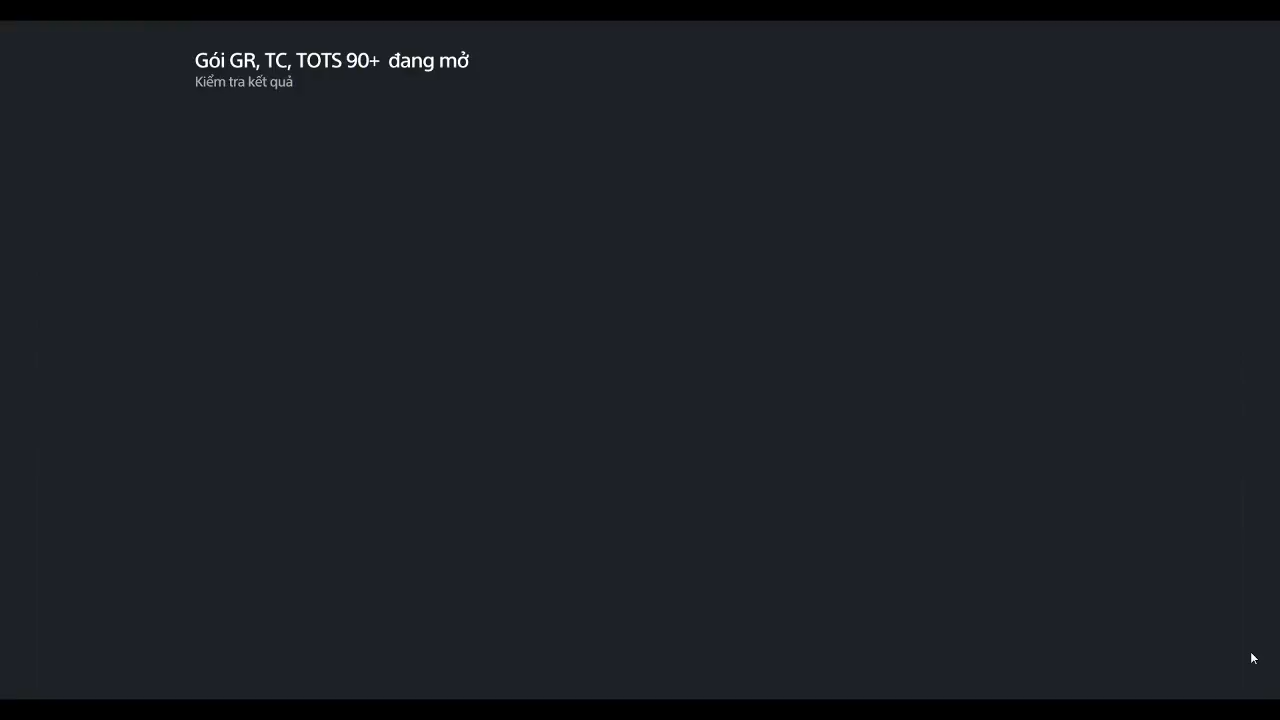 Gói GR, TC, TOTS 90+ đang mở
Kiểm tra kết quả